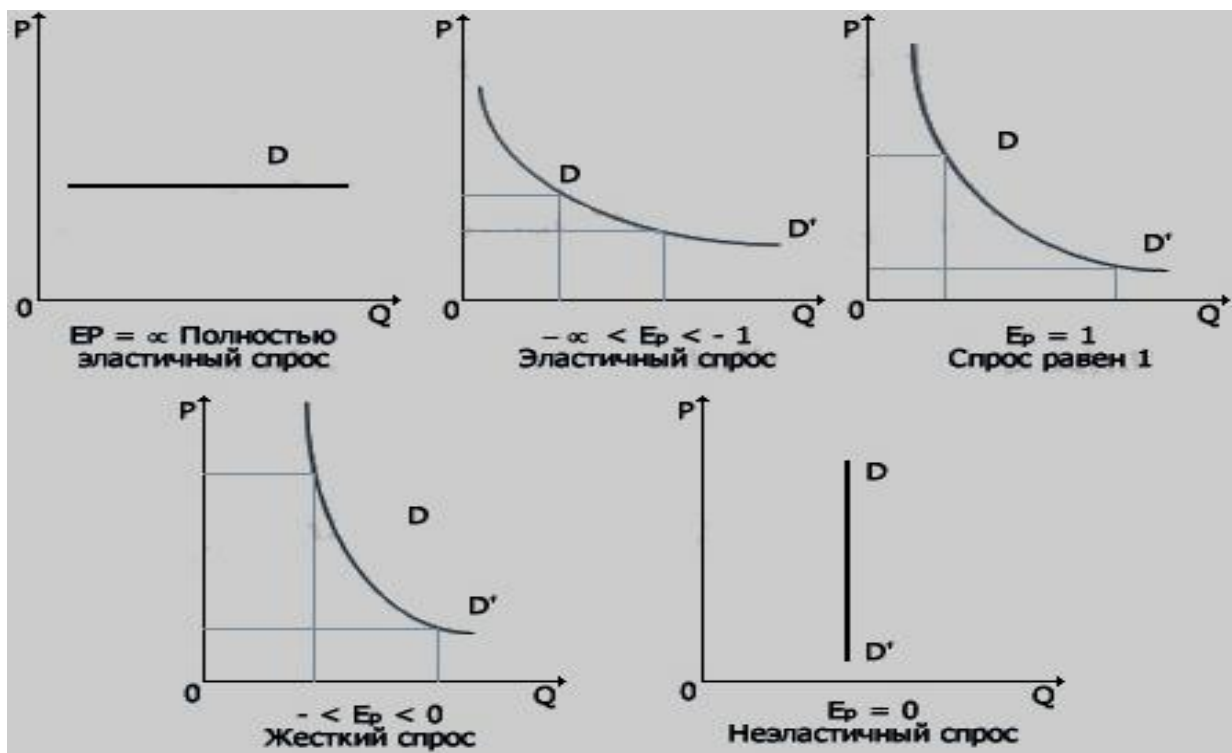 P
D
0
Q
EP = ∝ Полностью
эластичный спрос
P
D
D'
0
Q
− ∝ < Ep < - 1
Эластичный спрос
P
D
D'
0
Q
Ep = 1
Спрос равен 1
P
D
D'
0
Q
- < Ep < 0
Жесткий спрос
P
D
D'
0
Q
Ep = 0
Неэластичный спрос